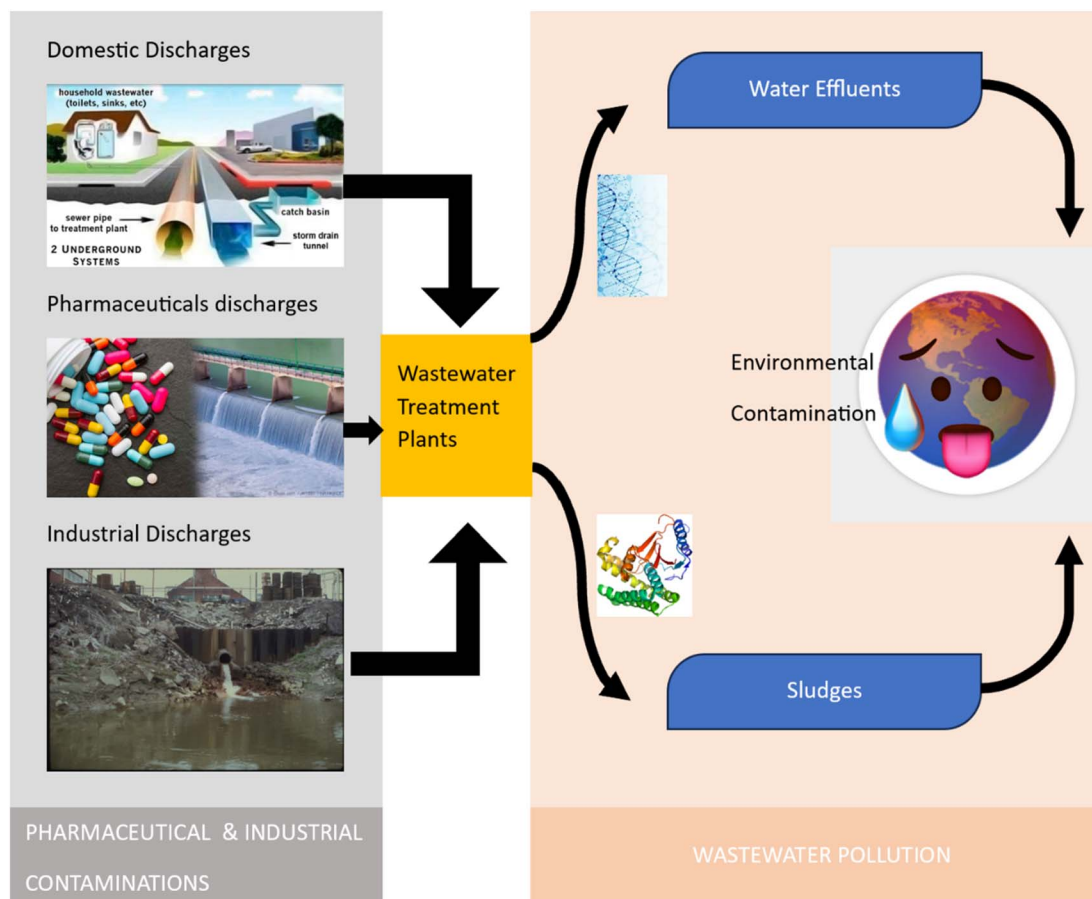 Domestic Discharges
household wastewater
(toilets, sinks, etc)
sewer pipe
to treatment plant
2 UNDERGROUND
SYSTEMS
catch basin
storm drain
tunnel
Pharmaceuticals discharges
Industrial Discharges
PHARMACEUTICAL & INDUSTRIAL
CONTAMINATIONS
Wastewater
Treatment
Plants
Water Effluents
Environmental
Contamination
Sludges
WASTEWATER POLLUTION